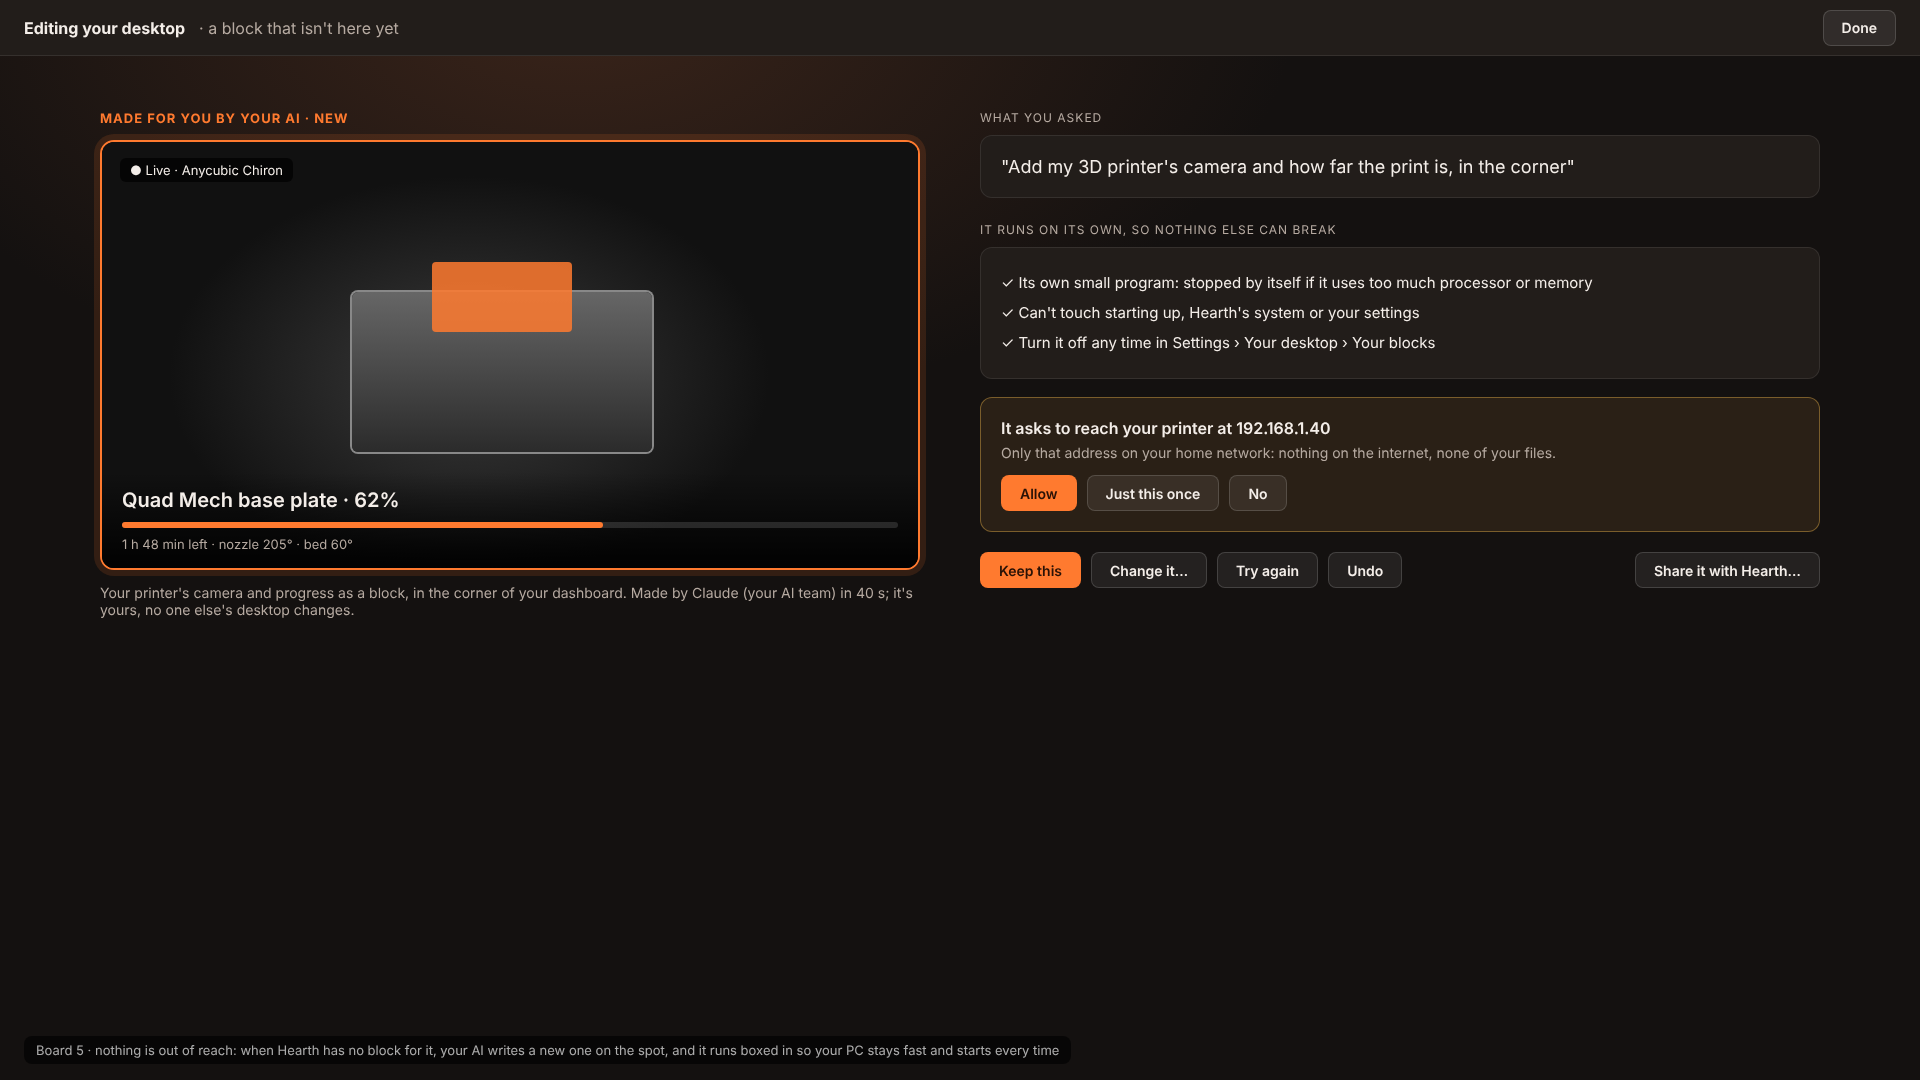 Editing your desktop · a block that isn't here yet
Done
MADE FOR YOU BY YOUR AI · NEW
Live · Anycubic Chiron
Quad Mech base plate · 62%
1 h 48 min left · nozzle 205° · bed 60°
Your printer's camera and progress as a block, in the corner of your dashboard. Made by Claude (your AI team) in 40 s; it's
yours, no one else's desktop changes.
WHAT YOU ASKED
"Add my 3D printer's camera and how far the print is, in the corner"
IT RUNS ON ITS OWN, SO NOTHING ELSE CAN BREAK
✓ Its own small program: stopped by itself if it uses too much processor or memory
✓ Can't touch starting up, Hearth's system or your settings
✓ Turn it off any time in Settings › Your desktop › Your blocks
It asks to reach your printer at 192.168.1.40
Only that address on your home network: nothing on the internet, none of your files.
Allow
Just this once
No
Keep this
Change it...
Try again
Undo
Share it with Hearth...
Board 5 · nothing is out of reach: when Hearth has no block for it, your AI writes a new one on the spot, and it runs boxed in so your PC stays fast and starts every time